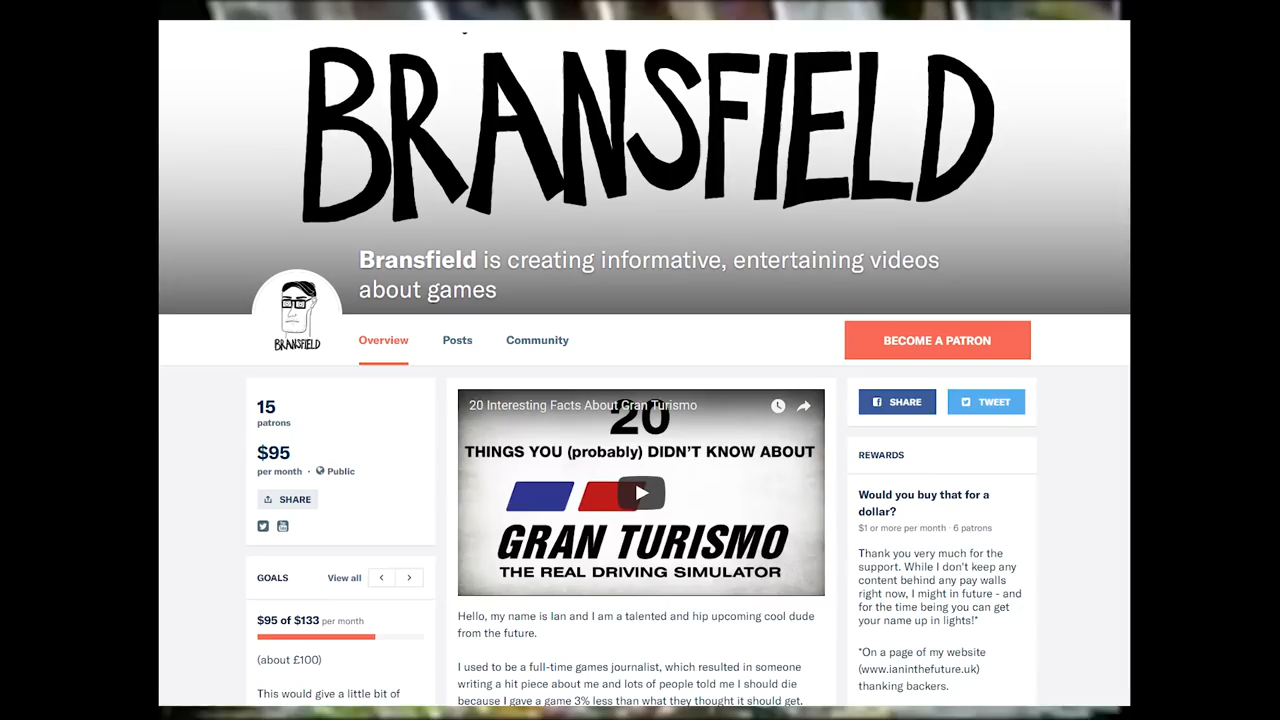 BRANSFIELD
Bransfield is creating informative, entertaining videos
about games
BRANSFIELD
Overview
Posts
Community
BECOME A PATRON
15
patrons
$95
per month · Public
SHARE
GOALS
View all
$95 of $133 per month
(about £100)
This would give a little bit of
20 Interesting Facts About Gran Turismo
20
THINGS YOU (probably) DIDN'T KNOW ABOUT
GRAN TURISMO
THE REAL DRIVING SIMULATOR
Hello, my name is Ian and I am a talented and hip upcoming cool dude
from the future.
I used to be a full-time games journalist, which resulted in someone
writing a hit piece about me and lots of people told me I should die
because I gave a game 3% less than what they thought it should get.
SHARE
TWEET
REWARDS
Would you buy that for a
dollar?
$1 or more per month · 6 patrons
Thank you very much for the
support. While I don't keep any
content behind any pay walls
right now, I might in future - and
for the time being you can get
your name up in lights!*
*On a page of my website
(www.ianinthefuture.uk)
thanking backers.